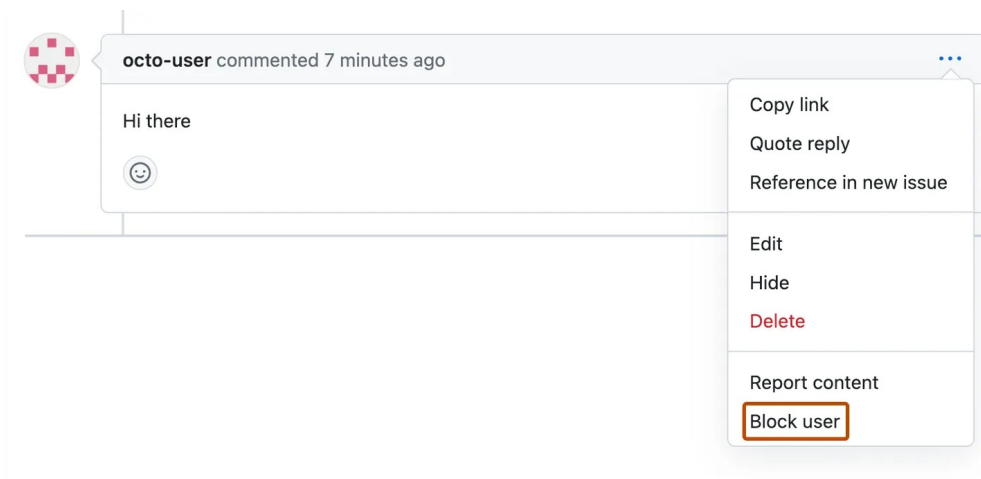 octo-user commented 7 minutes ago
Hi there
Copy link
Quote reply
Reference in new issue
Edit
Hide
Delete
Report content
Block user